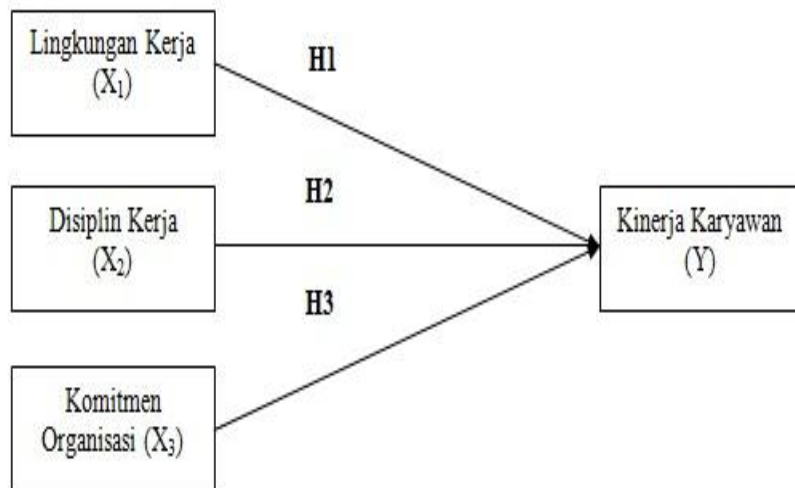 Lingkungan Kerja
(X₁)
H1
Disiplin Kerja
(X₂)
H2
Kinerja Karyawan
(Y)
H3
Komitmen
Organisasi (X₃)